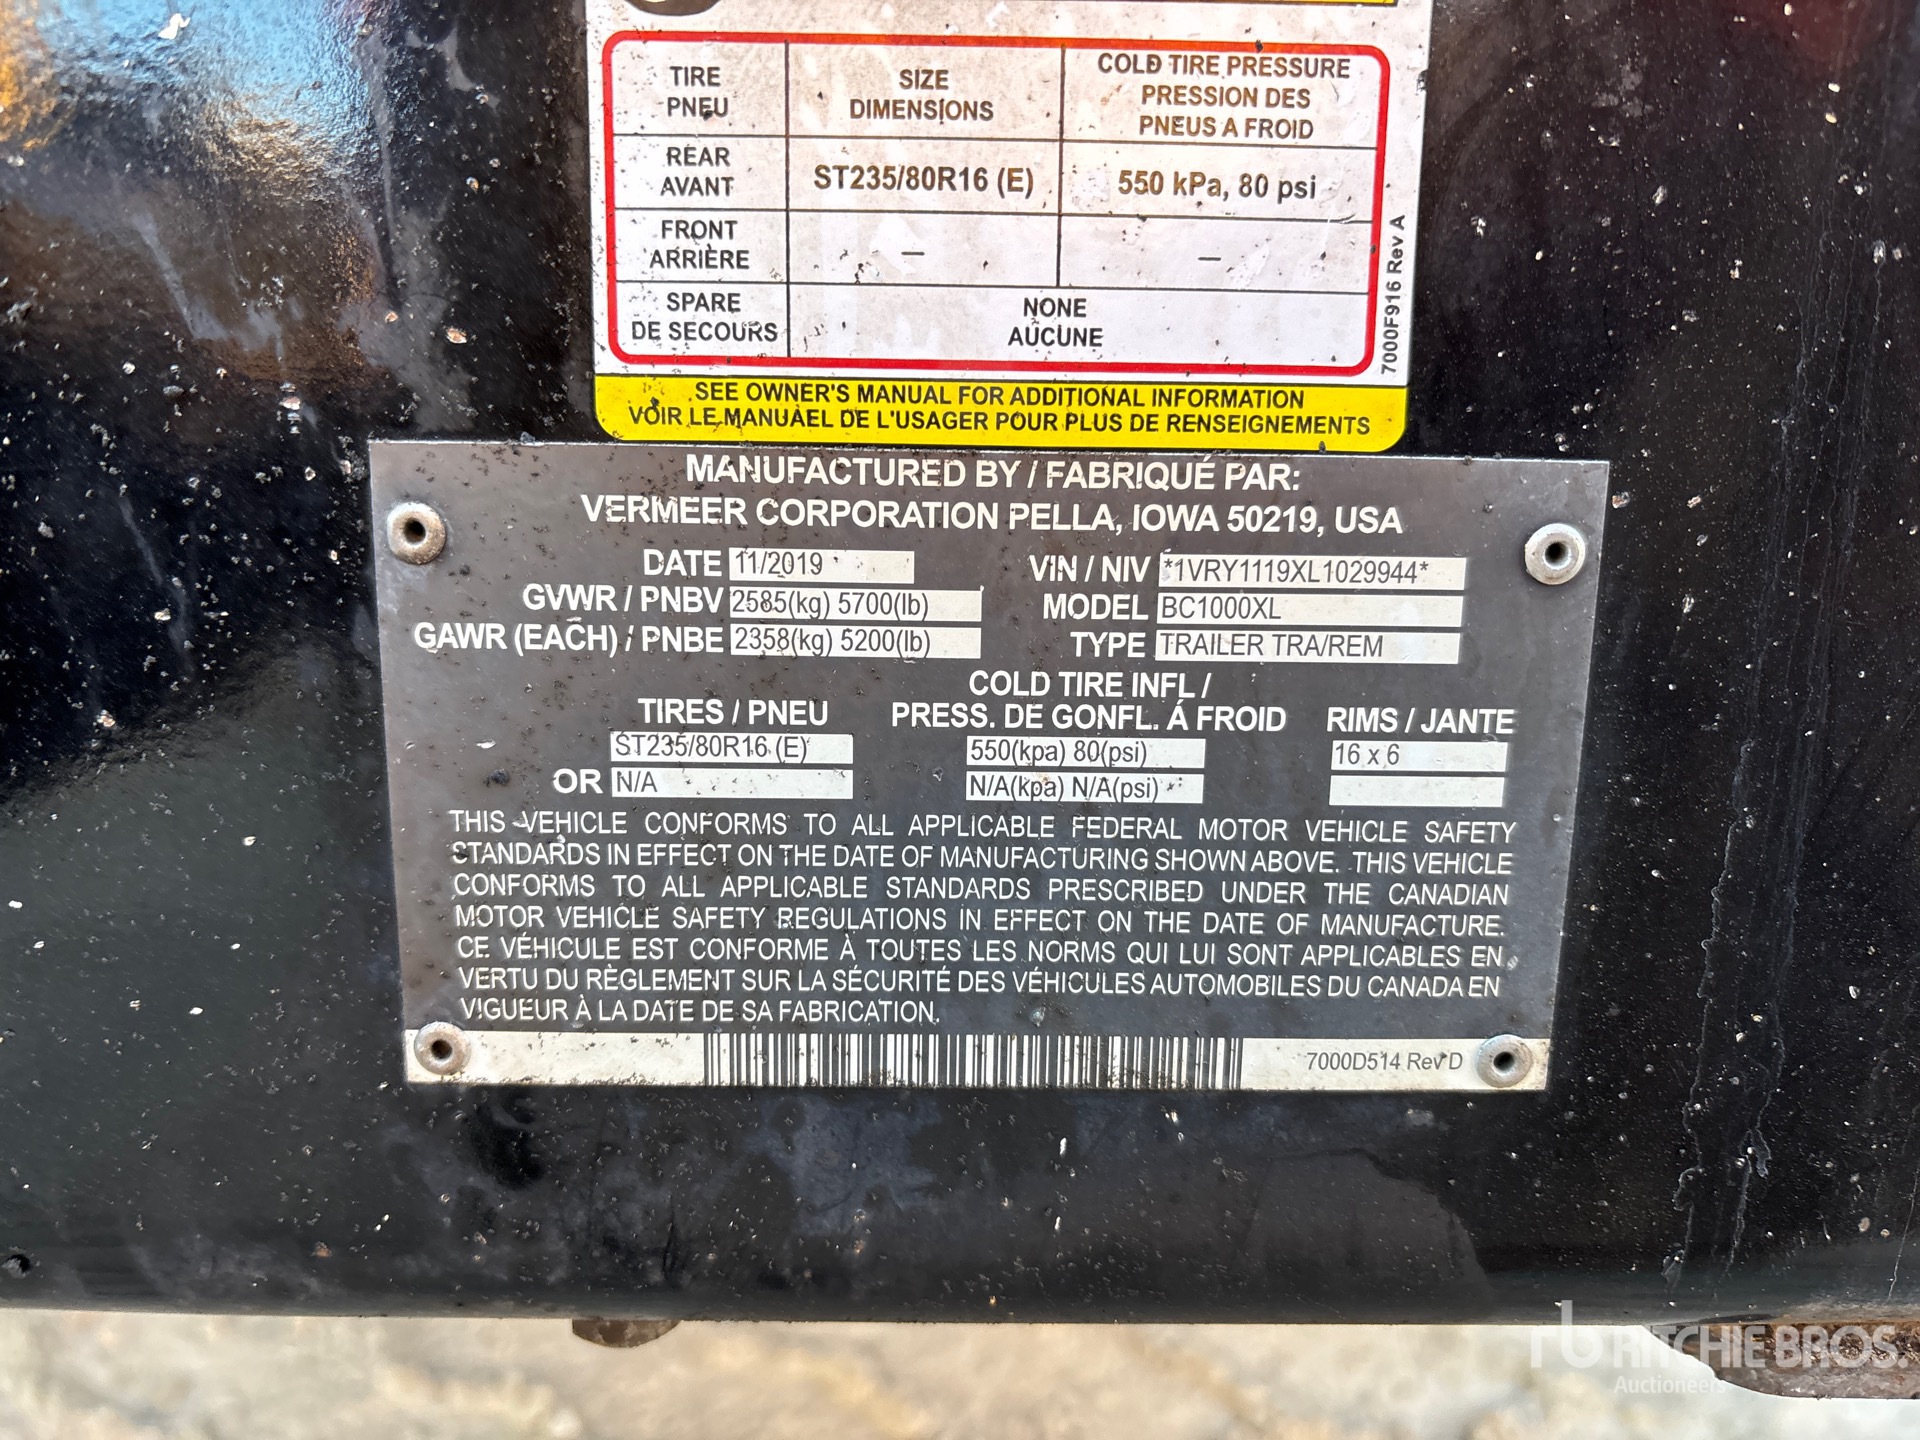 TIRE
PNEU
SIZE
DIMENSIONS
COLD TIRE PRESSURE
PRESSION DES
PNEUS A FROID
REAR
AVANT
ST235/80R16 (E)
550 kPa, 80 psi
FRONT
ARRIÈRE
–
–
SPARE
DE SECOURS
NONE
AUCUNE
7000F916 Rev A
SEE OWNER'S MANUAL FOR ADDITIONAL INFORMATION
VOIR LE MANUAEL DE L'USAGER POUR PLUS DE RENSEIGNEMENTS
MANUFACTURED BY / FABRIQUÉ PAR:
VERMEER CORPORATION PELLA, IOWA 50219, USA
DATE 11/2019
VIN / NIV *1VRY1119XL1029944*
GVWR / PNBV 2585(kg) 5700(lb)
MODEL BC1000XL
GAWR (EACH) / PNBE 2358(kg) 5200(lb)
TYPE TRAILER TRA/REM
TIRES / PNEU
COLD TIRE INFL /
PRESS. DE GONFL. Á FROID
RIMS / JANTE
ST235/80R16 (E)
550(kpa) 80(psi)
16 x 6
OR N/A
N/A(kpa) N/A(psi)
THIS VEHICLE CONFORMS TO ALL APPLICABLE FEDERAL MOTOR VEHICLE SAFETY
STANDARDS IN EFFECT ON THE DATE OF MANUFACTURING SHOWN ABOVE. THIS VEHICLE
CONFORMS TO ALL APPLICABLE STANDARDS PRESCRIBED UNDER THE CANADIAN
MOTOR VEHICLE SAFETY REGULATIONS IN EFFECT ON THE DATE OF MANUFACTURE.
CE VÉHICULE EST CONFORME À TOUTES LES NORMS QUI LUI SONT APPLICABLES EN
VERTU DU RÈGLEMENT SUR LA SÉCURITÉ DES VÉHICULES AUTOMOBILES DU CANADA EN
VIGUEUR À LA DATE DE SA FABRICATION.
7000D514 Rev D
rb RITCHIE BROS.
Auctioneers